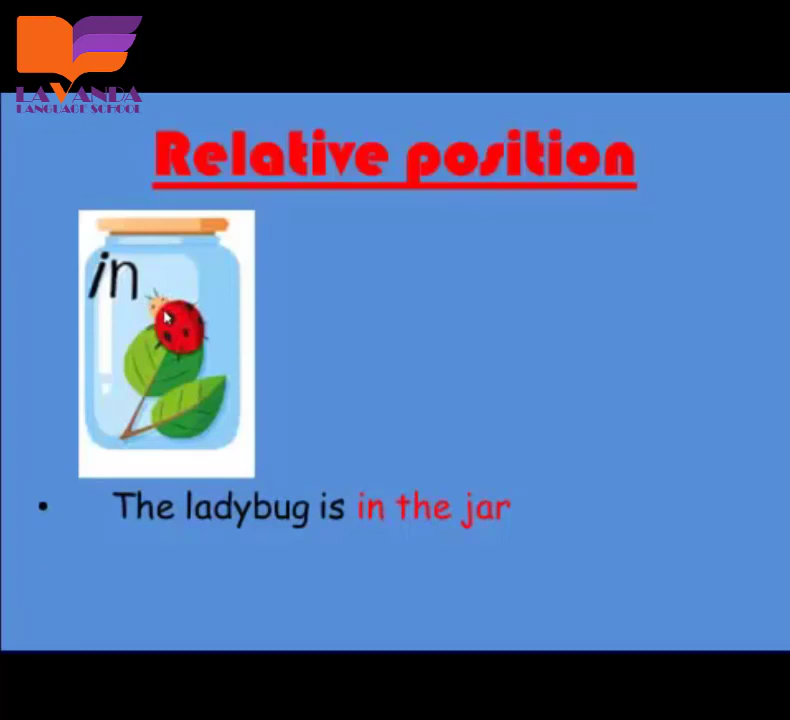 LAVANDA
LANGUAGE SCHOOL
Relative position
in
• The ladybug is in the jar